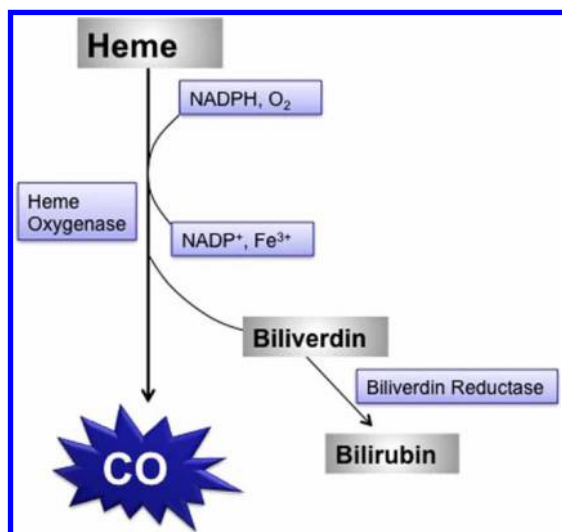 Heme
NADPH, O₂
Heme
Oxygenase
NADP⁺, Fe³⁺
Biliverdin
Biliverdin Reductase
Bilirubin
CO